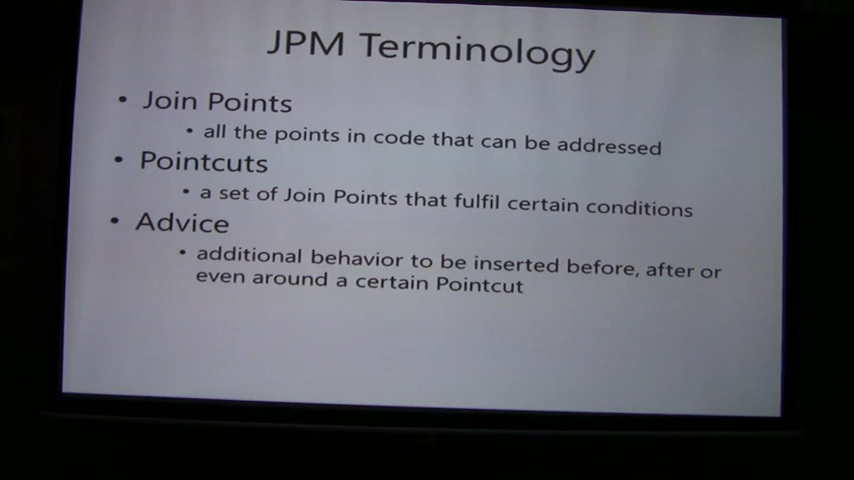 JPM Terminology
• Join Points
• all the points in code that can be addressed
• Pointcuts
• a set of Join Points that fulfil certain conditions
• Advice
• additional behavior to be inserted before, after or
even around a certain Pointcut